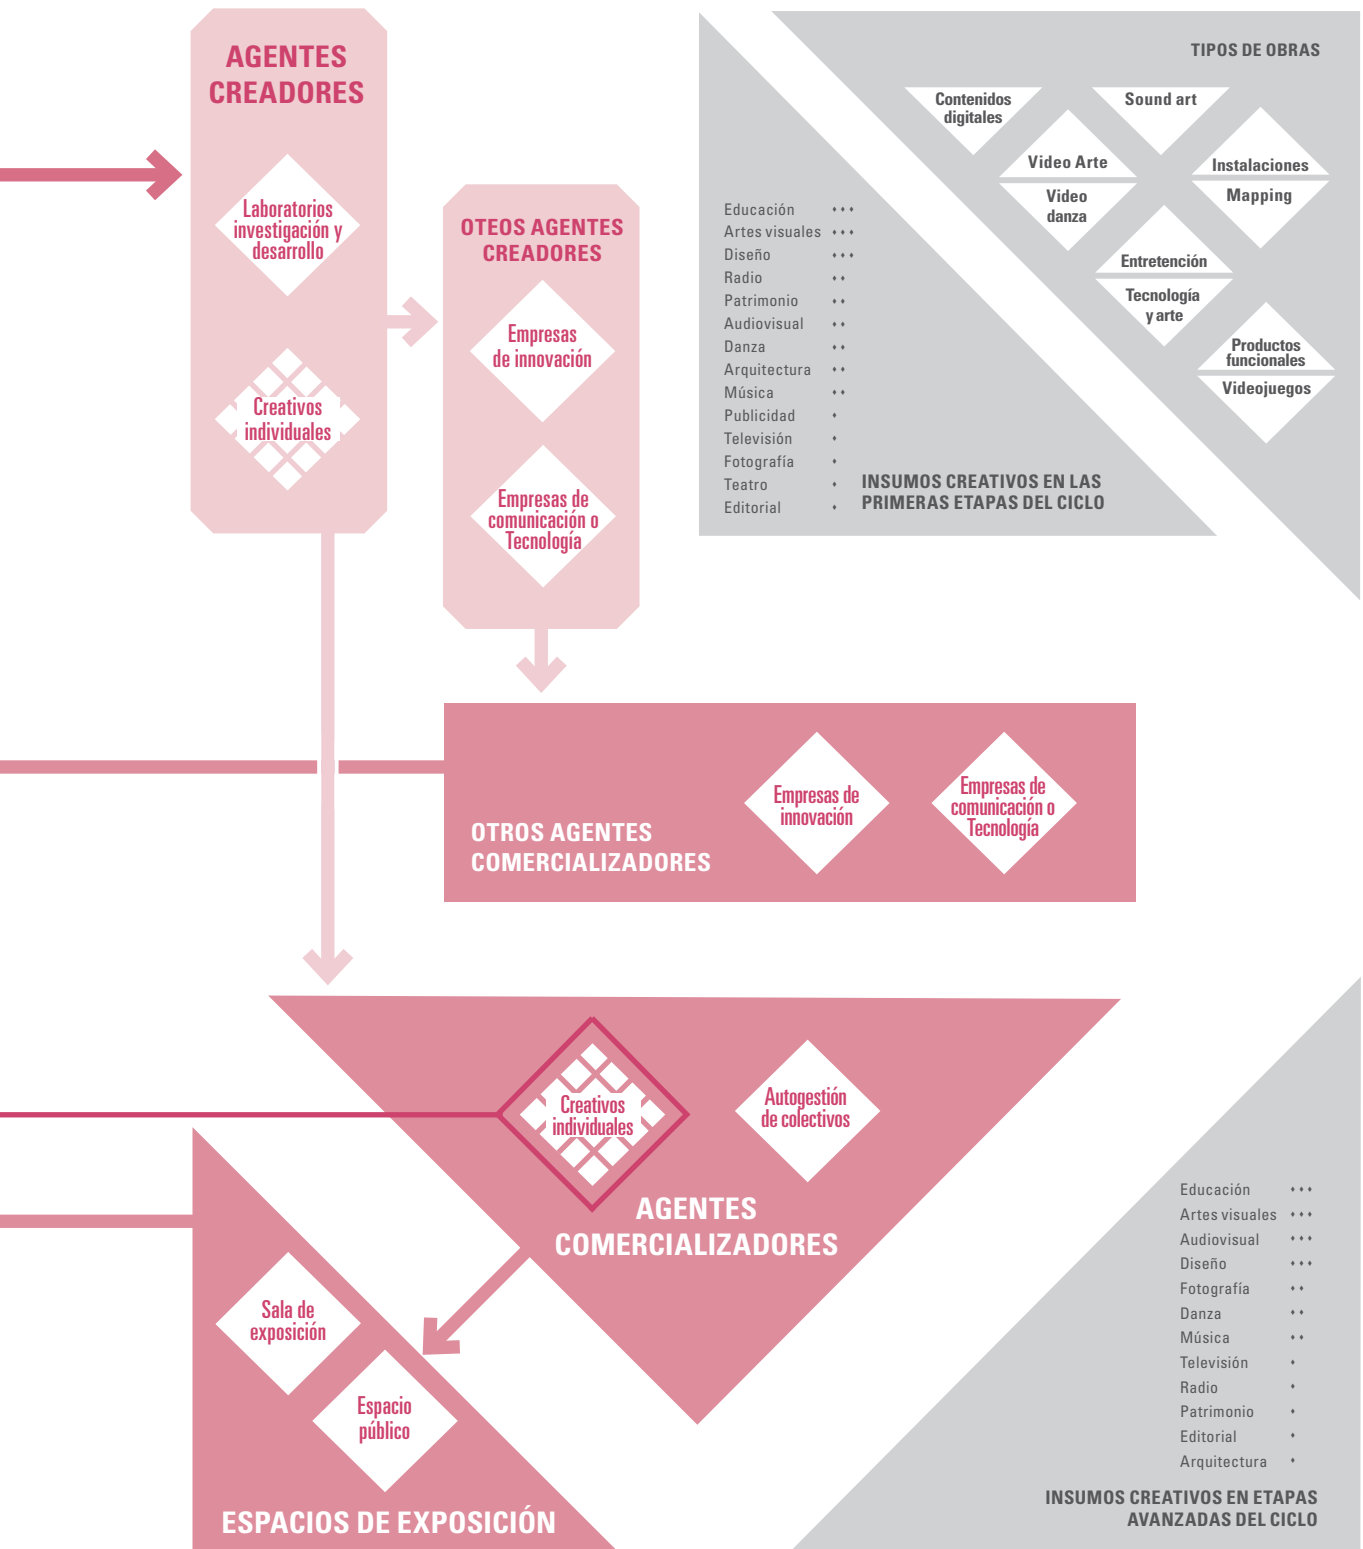 AGENTES
CREADORES
Laboratorios
investigación y
desarrollo
Creativos
individuales
OTEOS AGENTES
CREADORES
Empresas
de innovación
Empresas de
comunicación o
Tecnología
TIPOS DE OBRAS
Contenidos
digitales
Sound art
Video Arte
Video
danza
Instalaciones
Mapping
Entretención
Tecnología
y arte
Productos
funcionales
Videojuegos
Educación
Artes visuales
Diseño
Radio
Patrimonio
Audiovisual
Danza
Arquitectura
Música
Publicidad
Televisión
Fotografía
Teatro
Editorial
INSUMOS CREATIVOS EN LAS
PRIMERAS ETAPAS DEL CICLO
OTROS AGENTES
COMERCIALIZADORES
Empresas de
innovación
Empresas de
comunicación o
Tecnología
Creativos
individuales
Autogestión
de colectivos
AGENTES
COMERCIALIZADORES
Sala de
exposición
Espacio
público
ESPACIOS DE EXPOSICIÓN
Educación
Artes visuales
Audiovisual
Diseño
Fotografía
Danza
Música
Televisión
Radio
Patrimonio
Editorial
Arquitectura
INSUMOS CREATIVOS EN ETAPAS
AVANZADAS DEL CICLO